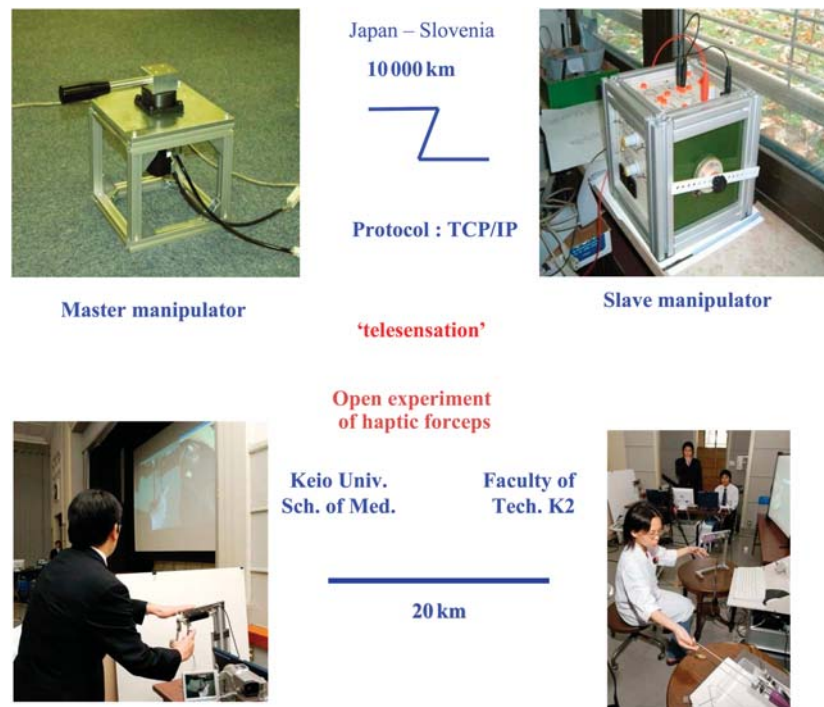 Japan – Slovenia
10 000 km
Protocol : TCP/IP
Master manipulator
Slave manipulator
‘telesensation’
Open experiment
of haptic forceps
Keio Univ.
Sch. of Med.
Faculty of
Tech. K2
20 km